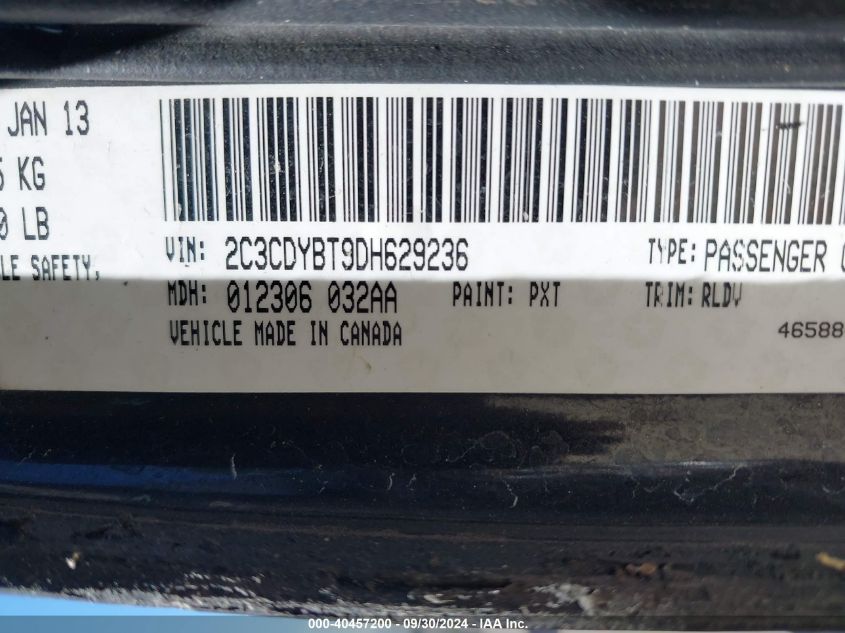 JAN 13
KG
LB
LE SAFETY,
VIN: 2C3CDYBT9DH629236 TYPE: PASSENGER
MDH: 012306 032AA PAINT: PXT TRIM: RLDV
VEHICLE MADE IN CANADA
46588
000-40457200 - 09/30/2024 - IAA Inc.